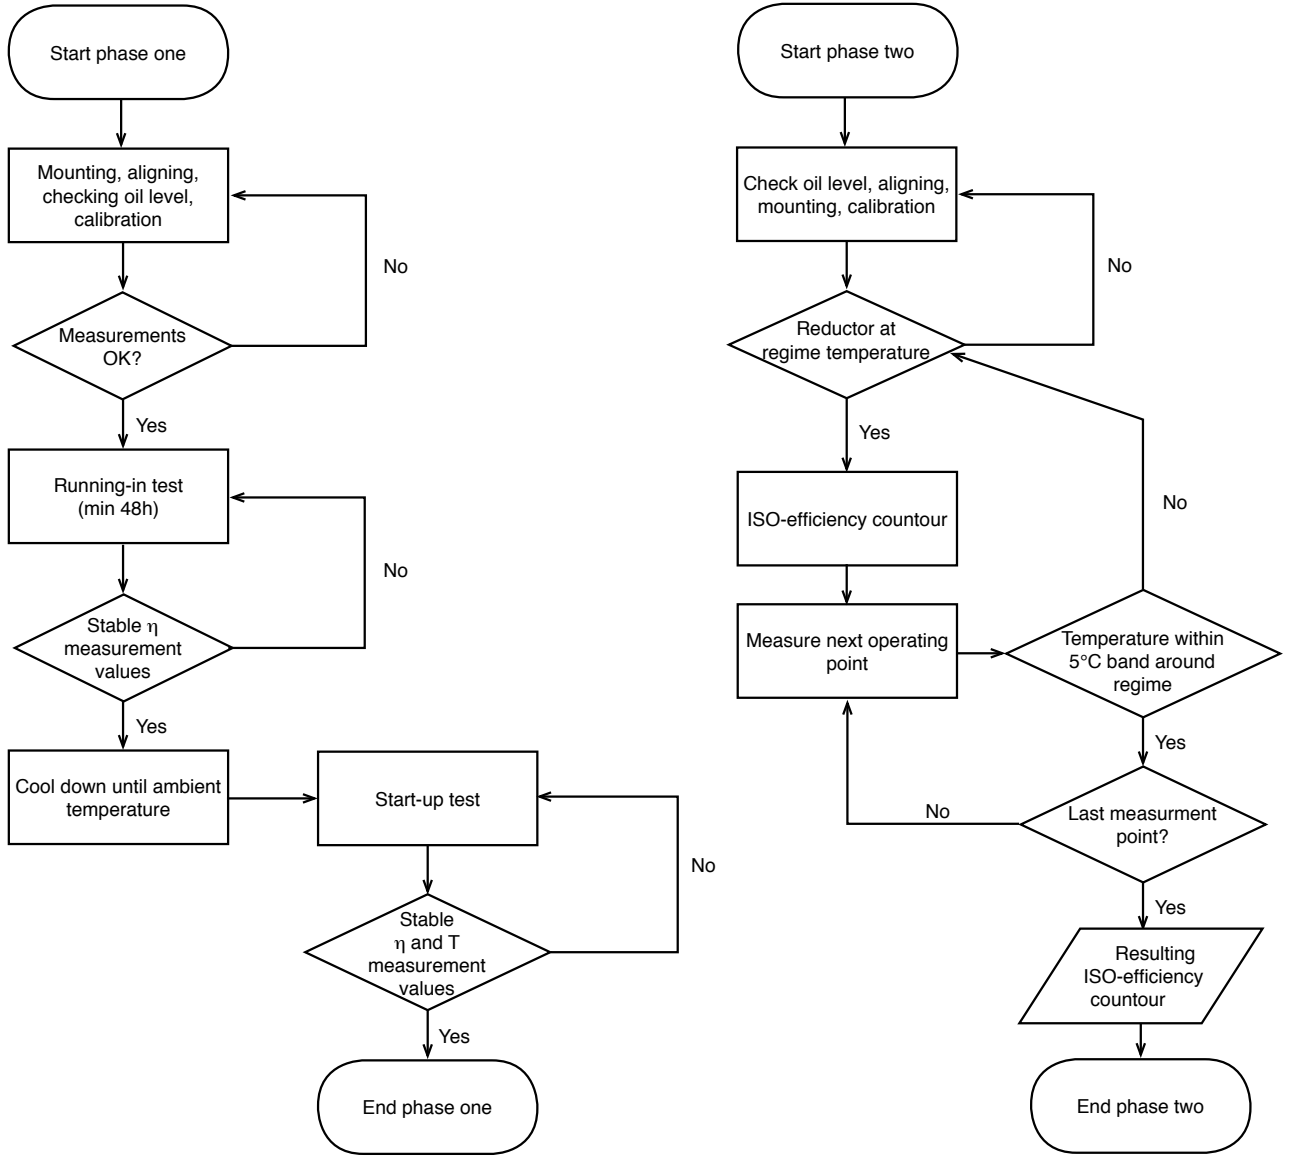 Start phase one
Mounting, aligning,
checking oil level,
calibration
No
Measurements
OK?
Yes
Running-in test
(min 48h)
No
Stable η
measurement
values
Yes
Cool down until ambient
temperature
Start-up test
No
Stable
η and T
measurement
values
Yes
End phase one
Start phase two
Check oil level, aligning,
mounting, calibration
No
Reductor at
regime temperature
Yes
ISO-efficiency countour
No
Measure next operating
point
Temperature within
5°C band around
regime
Yes
Last measurment
point?
No
Yes
Resulting
ISO-efficiency
countour
End phase two